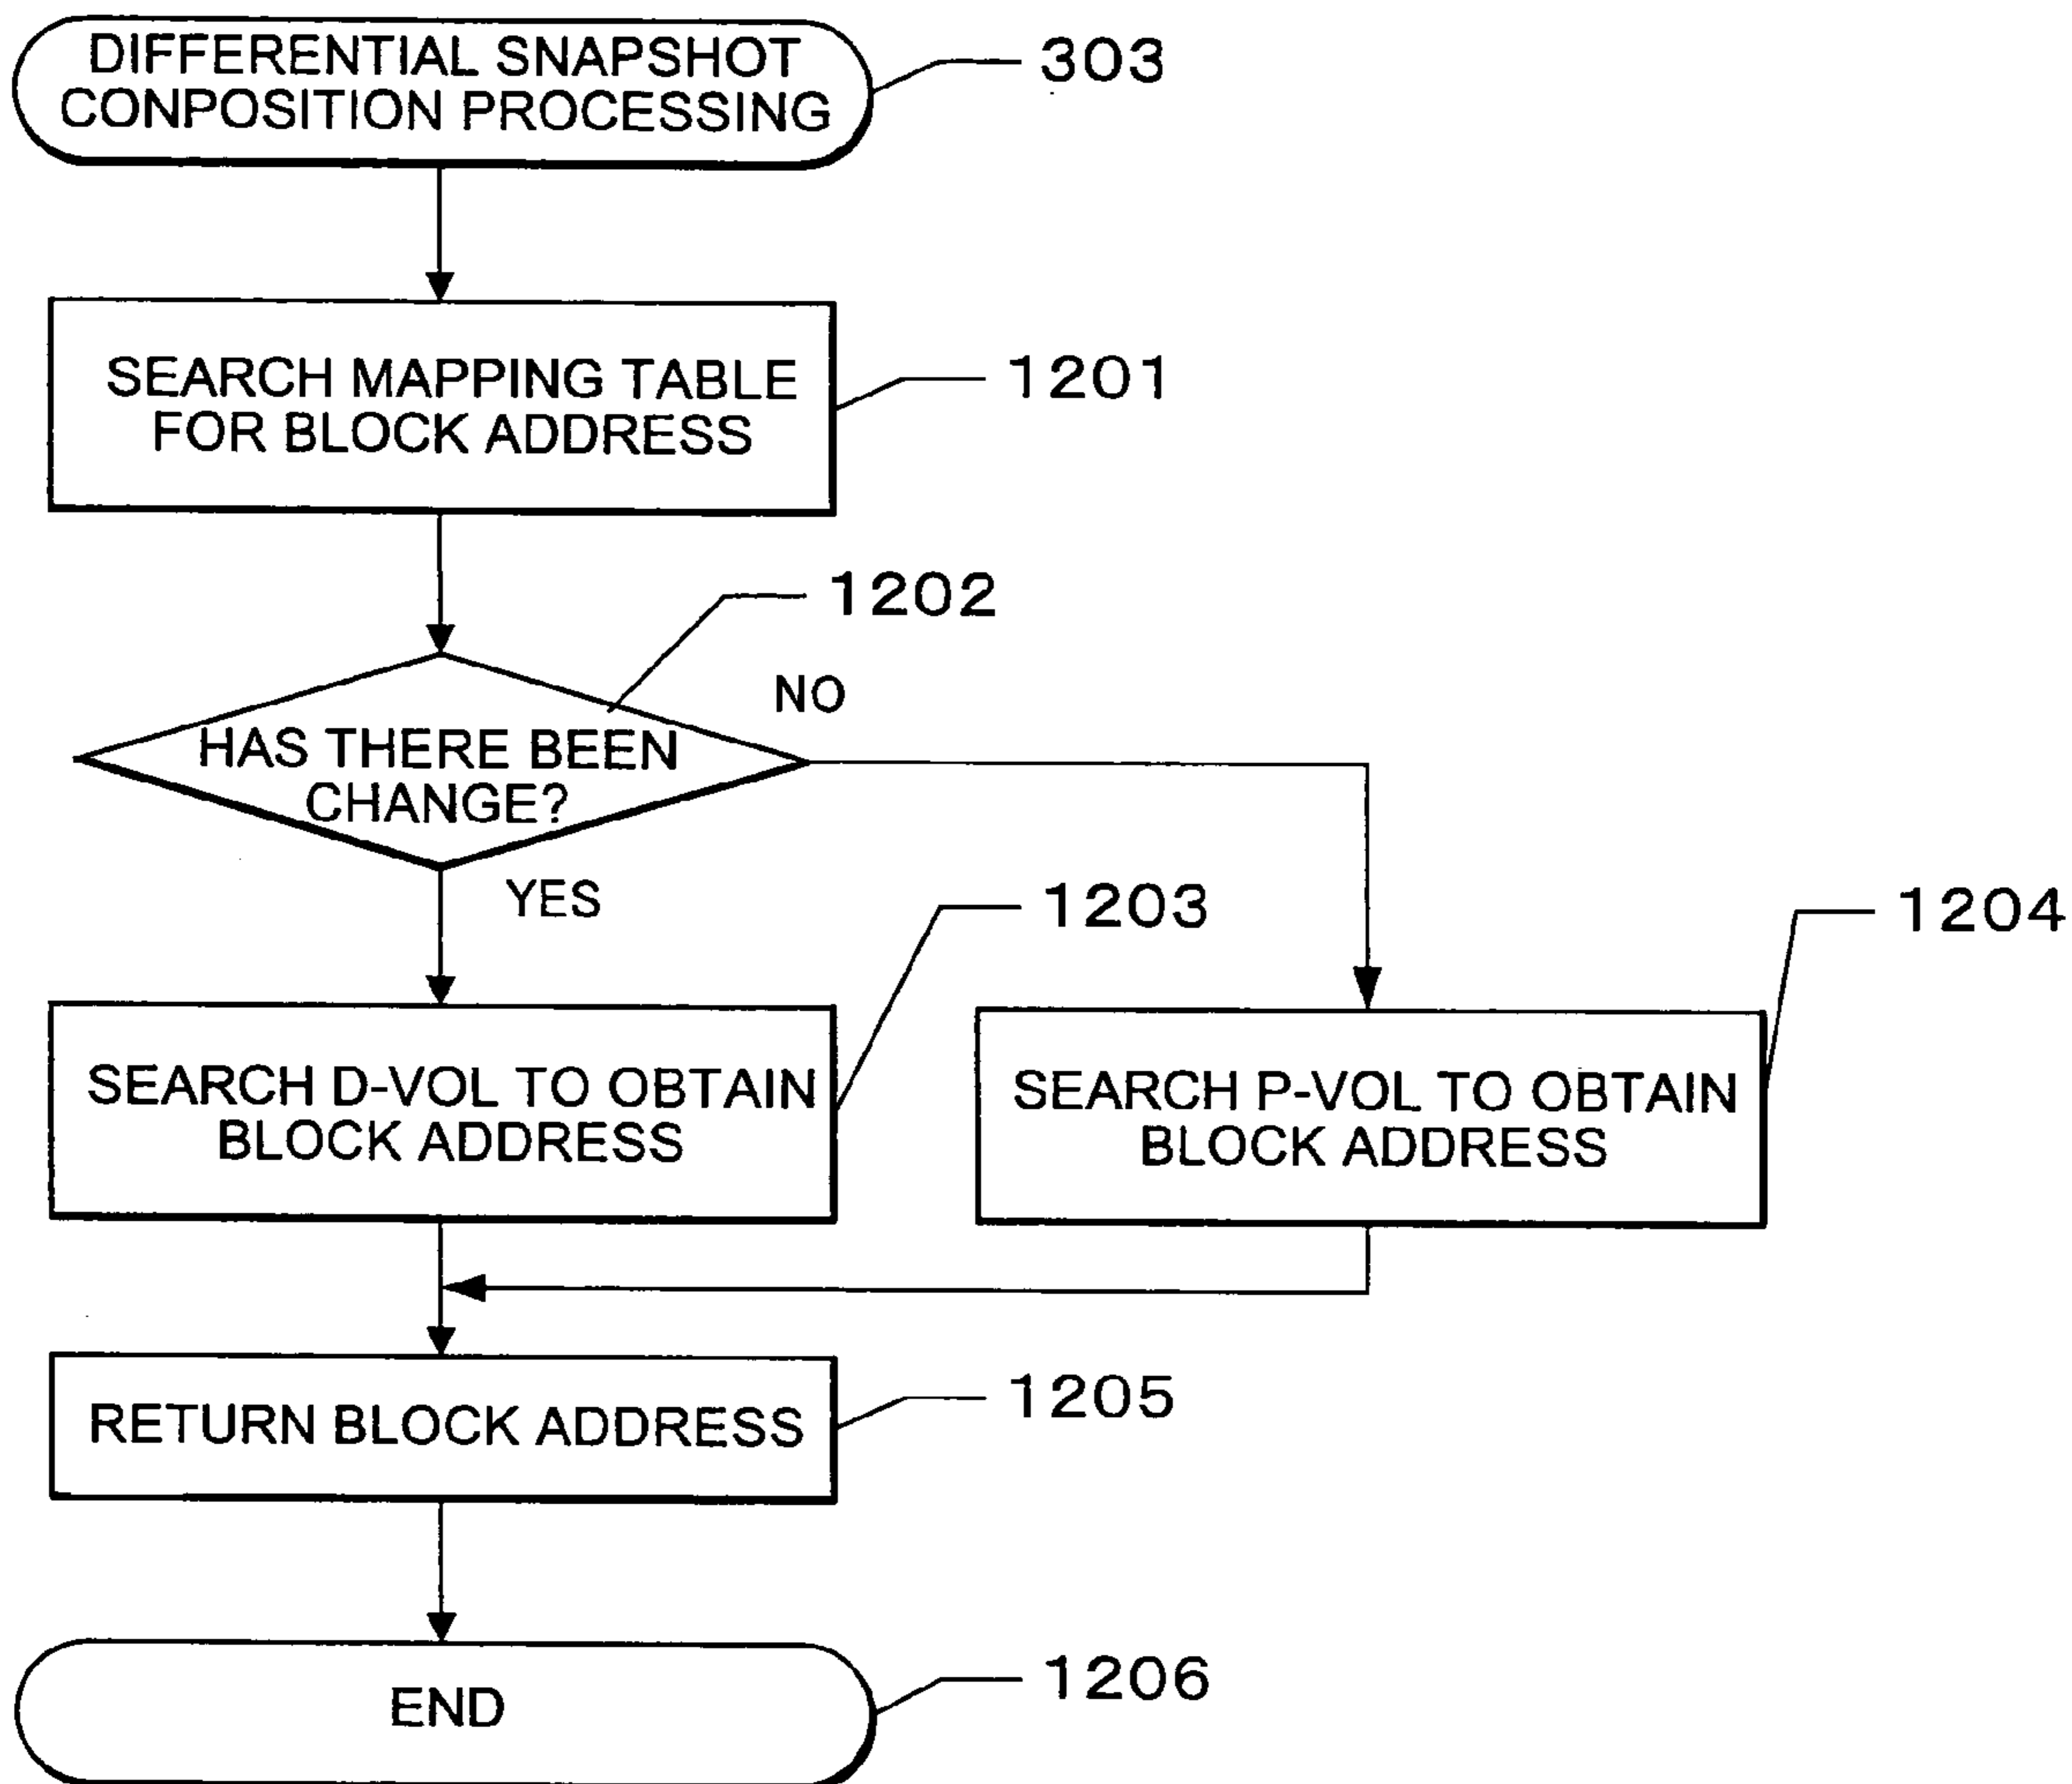 DIFFERENTIAL SNAPSHOT
CONPOSITION PROCESSING
303
SEARCH MAPPING TABLE
FOR BLOCK ADDRESS
1201
1202
HAS THERE BEEN
CHANGE?
NO
YES
1203
1204
SEARCH D-VOL TO OBTAIN
BLOCK ADDRESS
SEARCH P-VOL TO OBTAIN
BLOCK ADDRESS
RETURN BLOCK ADDRESS
1205
END
1206